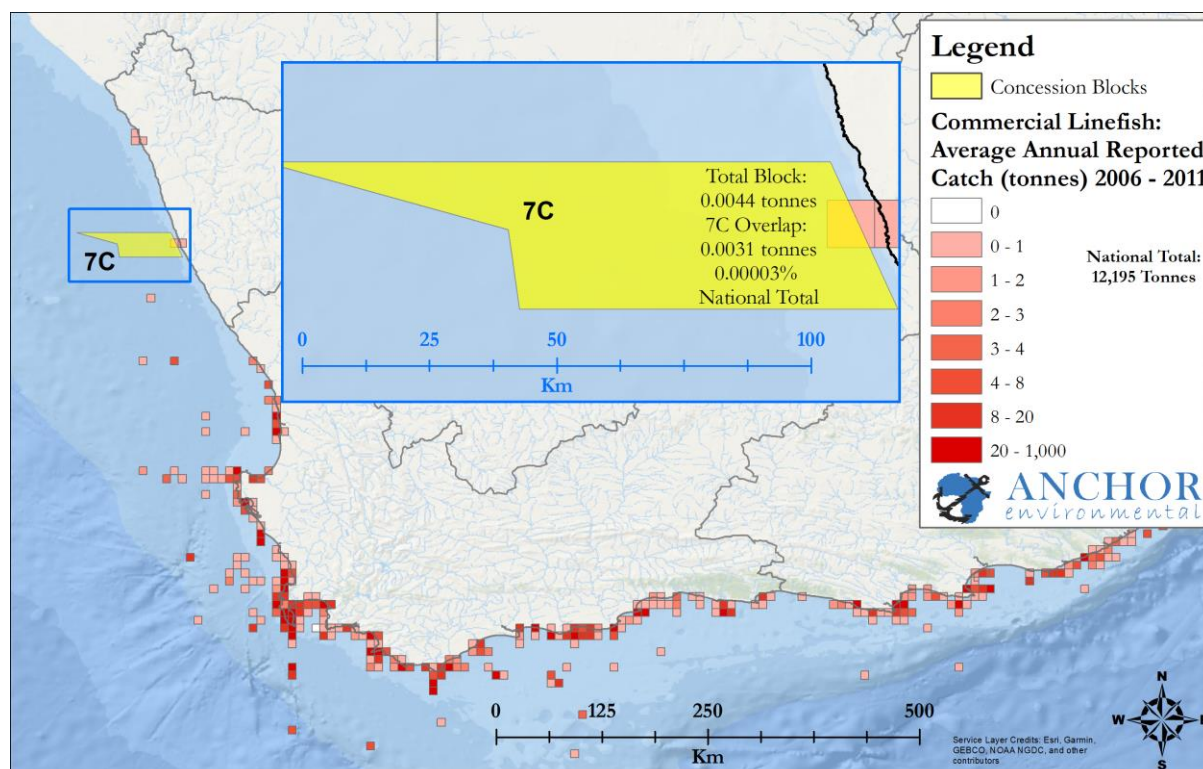 Legend
Concession Blocks
Commercial Linefish:
Average Annual Reported
Catch (tonnes) 2006 - 2011
0
0 - 1
1 - 2
2 - 3
3 - 4
4 - 8
8 - 20
20 - 1,000
National Total:
12,195 Tonnes
ANCHOR
environmental
7C
7C
Total Block:
0.0044 tonnes
7C Overlap:
0.0031 tonnes
0.00003%
National Total
0 25 50 100
Km
0 125 250 500
Km
N
W
S
Service Layer Credits: Esri, Garmin,
GEBCO, NOAA NGDC, and other
contributors